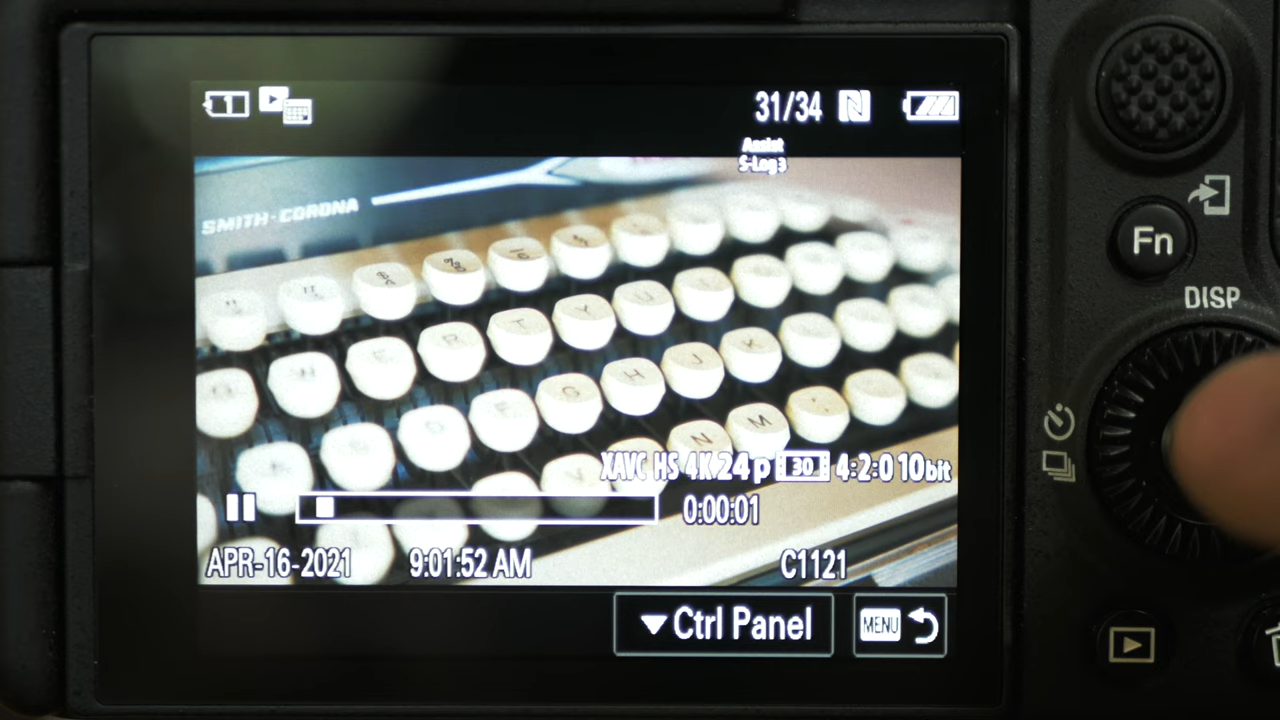 1
31/34 N
Assist
S-Log3
SMITH-CORONA
Fn
DISP
R T Y U
G H J K
N M
XAVC HS 4K 24p 30 4:2:0 10bit
0:00:01
APR-16-2021 9:01:52 AM C1121
Ctrl Panel MENU